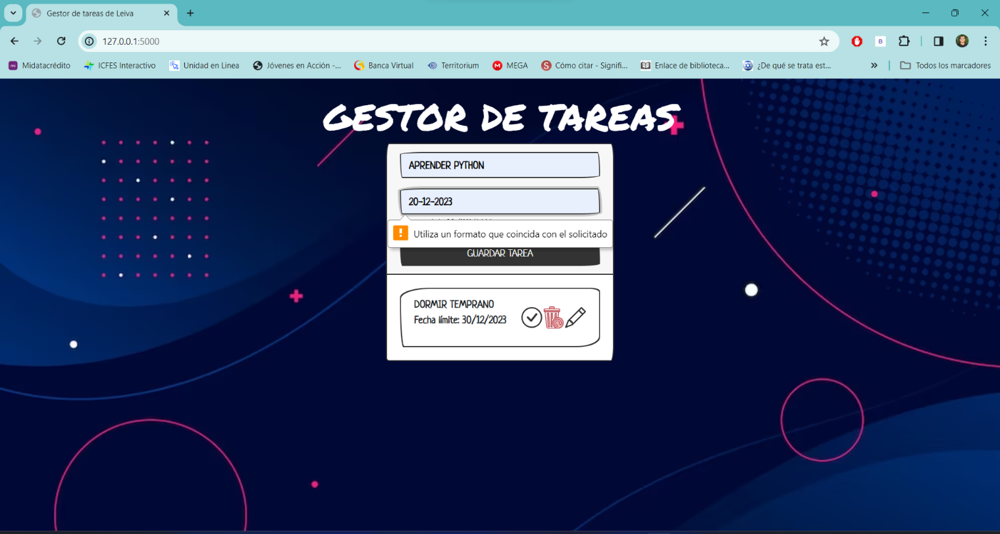 Gestor de tareas de Leiva
127.0.0.1:5000
Midatacrédito
ICFES Interactivo
Unidad en Linea
Jóvenes en Acción -...
Banca Virtual
Territorium
MEGA
Cómo citar - Signifi...
Enlace de biblioteca...
¿De qué se trata est...
Todos los marcadores
GESTOR DE TAREAS
APRENDER PYTHON
20-12-2023
Utiliza un formato que coincida con el solicitado
GUARDAR TAREA
DORMIR TEMPRANO
Fecha límite: 30/12/2023